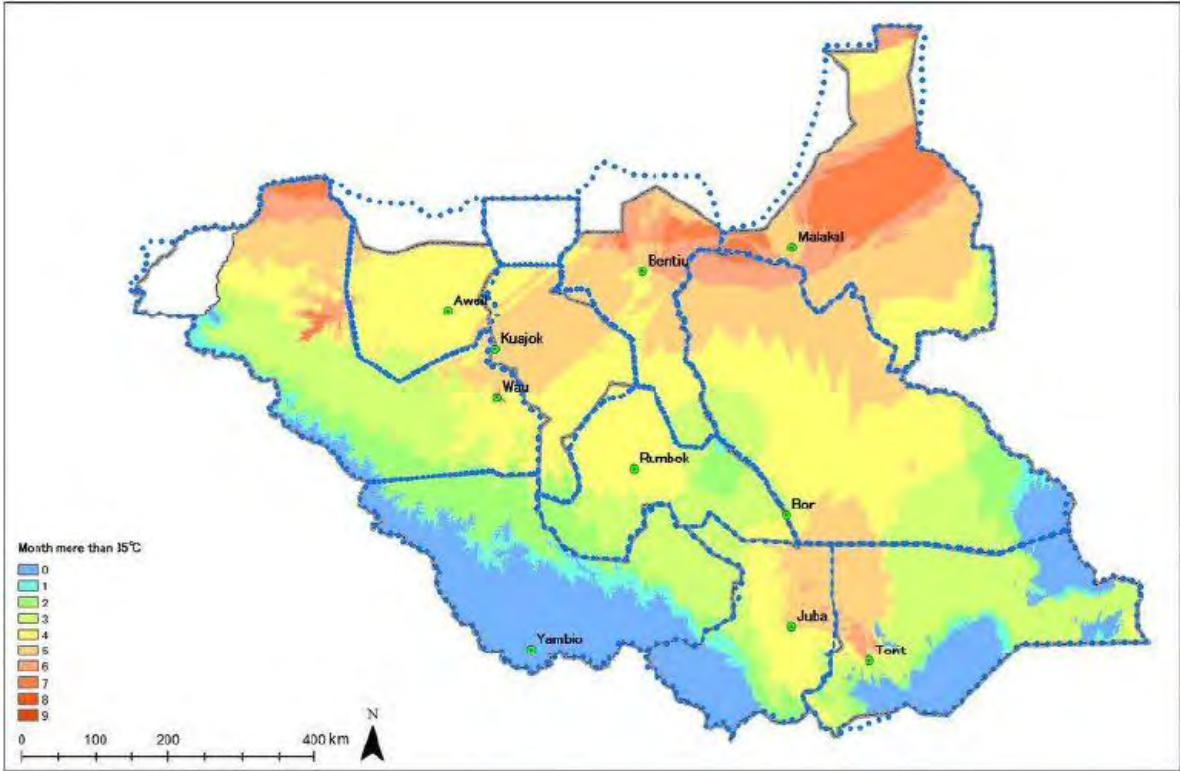 Malakal
Bentiu
Aweil
Kuajok
Wau
Rumbok
Bor
Juba
Yambio
Torit
Month more than 35°C
0
1
2
3
4
5
6
7
8
9
N
0 100 200 400 km